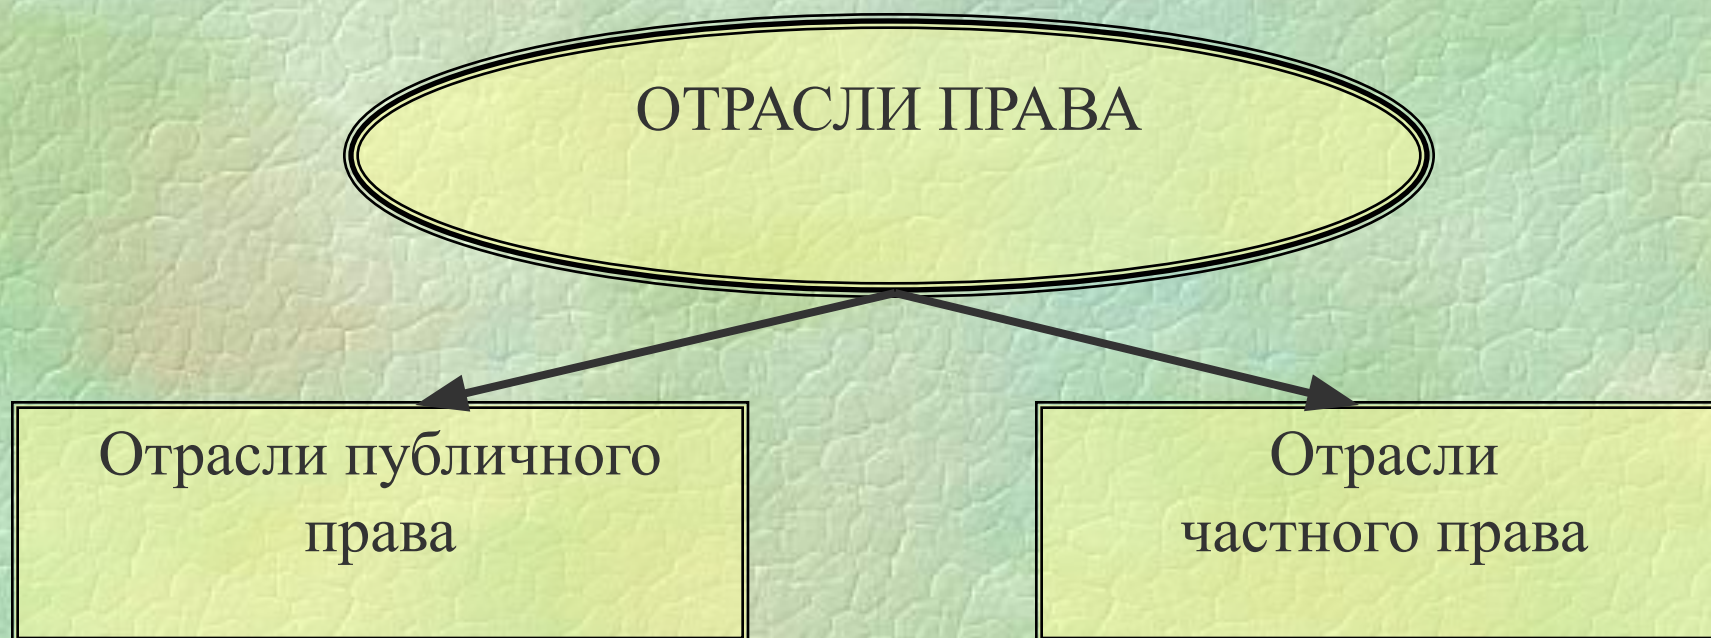 ОТРАСЛИ ПРАВА
Отрасли публичного
права
Отрасли
частного права